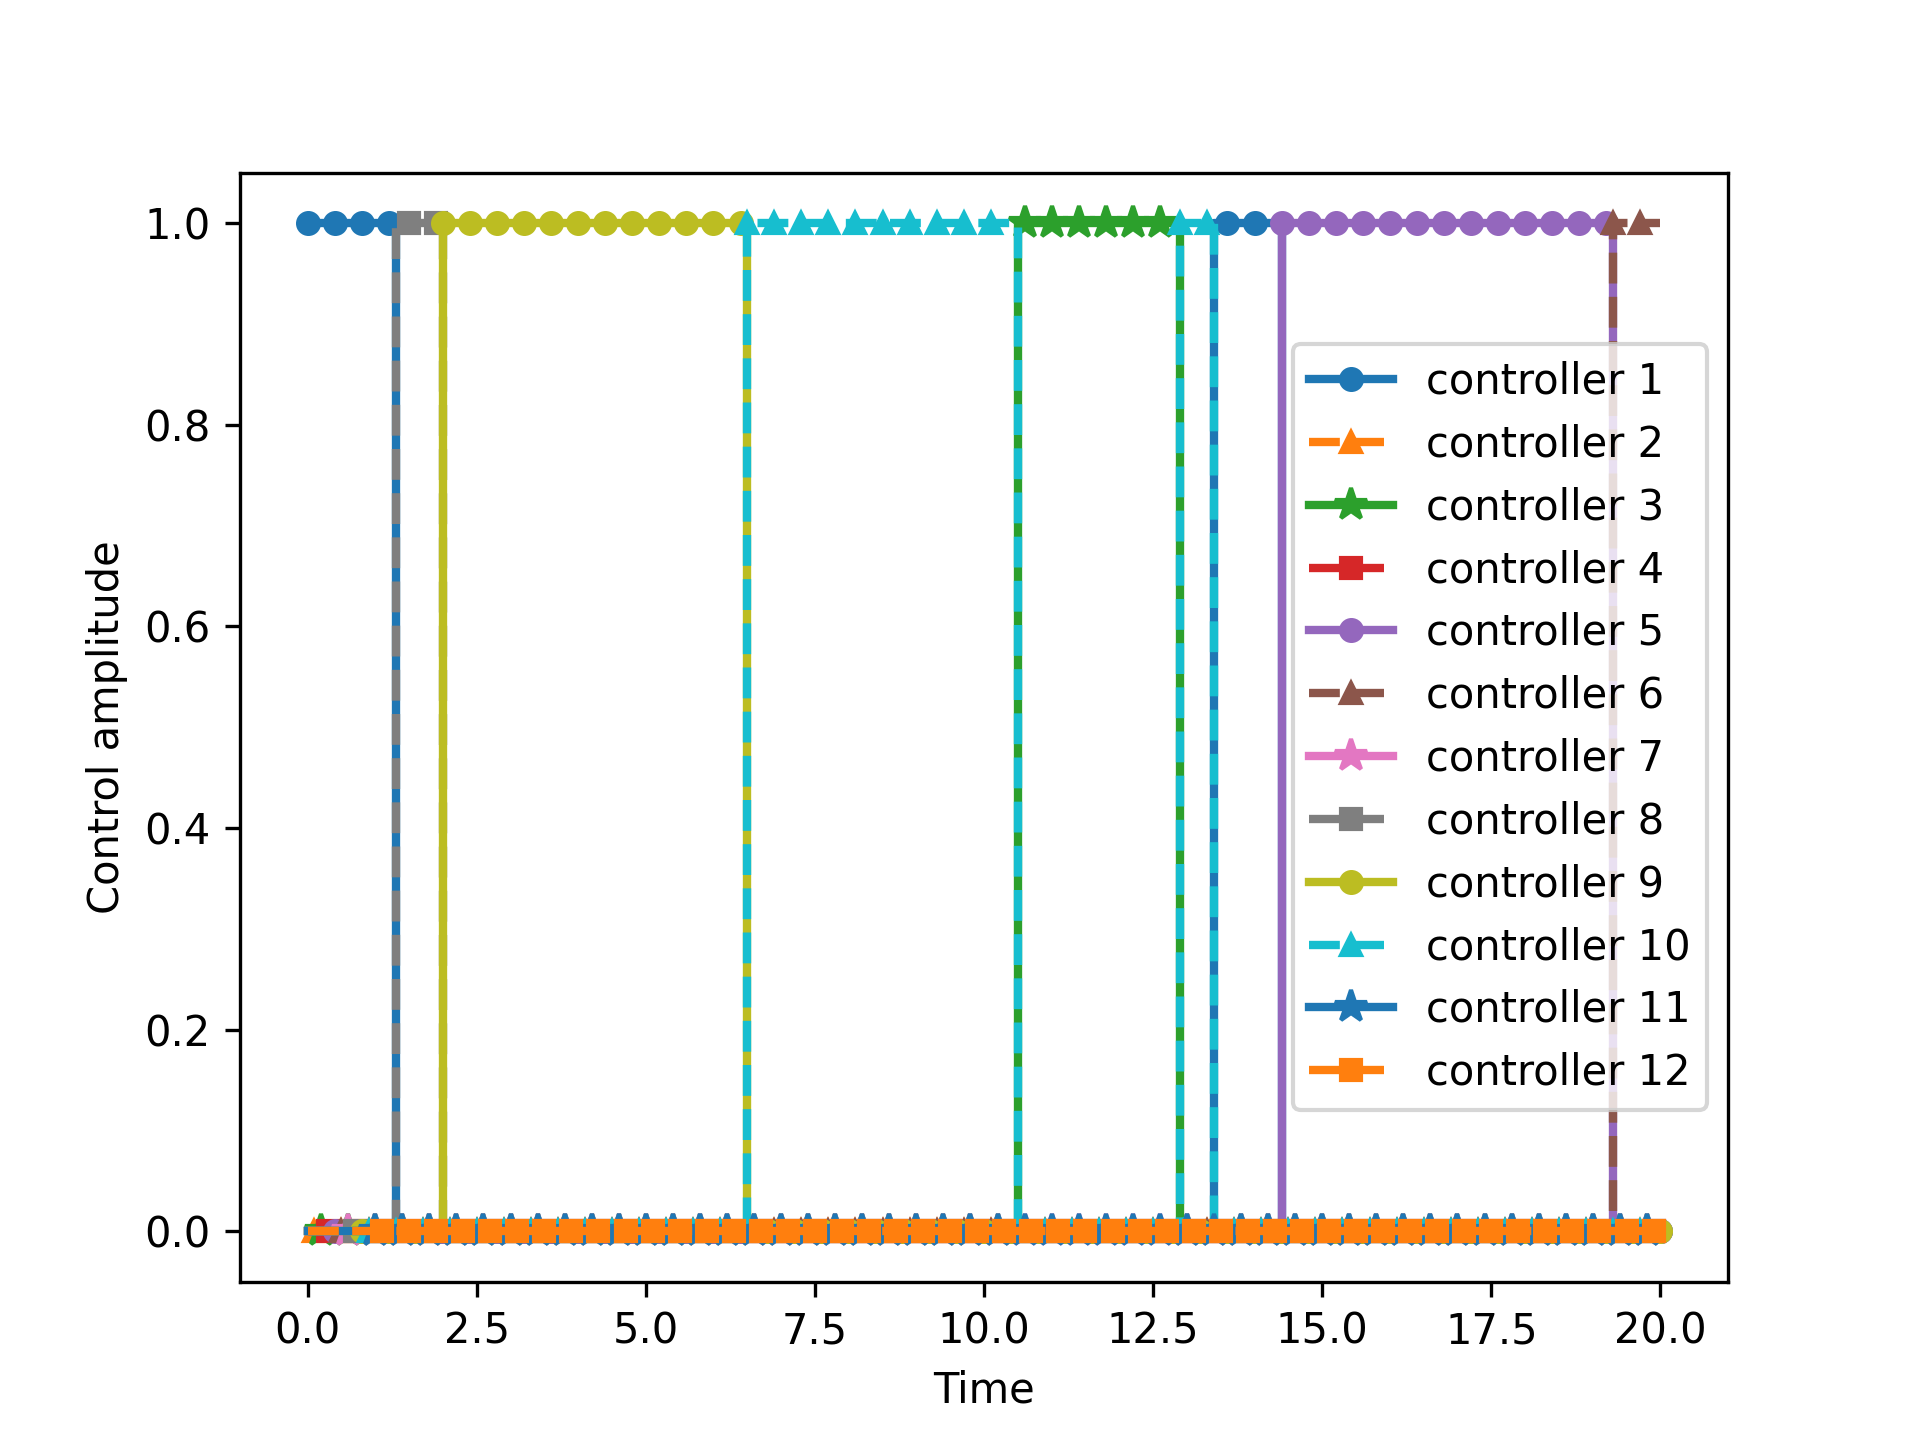 1.0
0.8
0.6
0.4
0.2
0.0
Control amplitude
controller 1
controller 2
controller 3
controller 4
controller 5
controller 6
controller 7
controller 8
controller 9
controller 10
controller 11
controller 12
0.0 2.5 5.0 7.5 10.0 12.5 15.0 17.5 20.0
Time